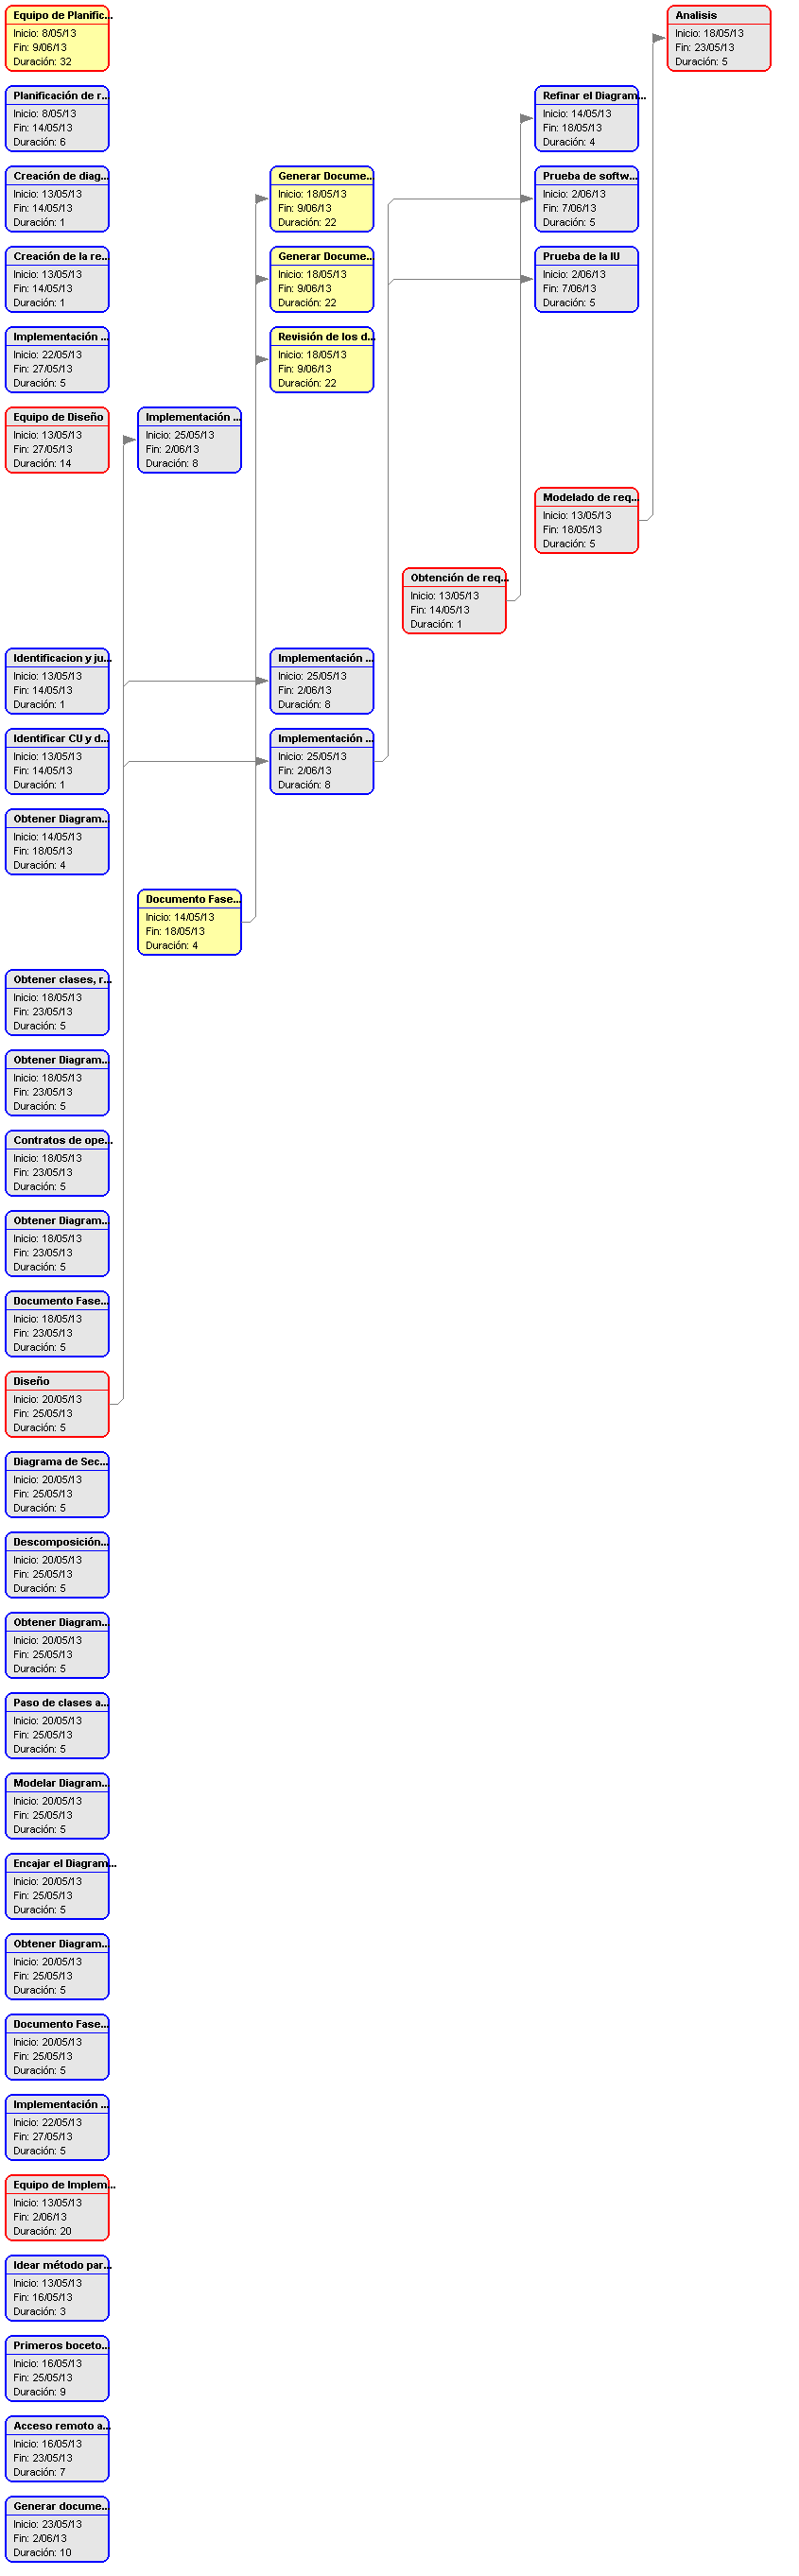 Equipo de Planific...
Inicio: 8/05/13
Fin: 9/06/13
Duración: 32
Analisis
Inicio: 18/05/13
Fin: 23/05/13
Duración: 5
Planificación de r...
Inicio: 8/05/13
Fin: 14/05/13
Duración: 6
Refinar el Diagram...
Inicio: 14/05/13
Fin: 18/05/13
Duración: 4
Creación de diag...
Inicio: 13/05/13
Fin: 14/05/13
Duración: 1
Generar Docume...
Inicio: 18/05/13
Fin: 9/06/13
Duración: 22
Prueba de softw...
Inicio: 2/06/13
Fin: 7/06/13
Duración: 5
Creación de la re...
Inicio: 13/05/13
Fin: 14/05/13
Duración: 1
Generar Docume...
Inicio: 18/05/13
Fin: 9/06/13
Duración: 22
Prueba de la IU
Inicio: 2/06/13
Fin: 7/06/13
Duración: 5
Implementación ...
Inicio: 22/05/13
Fin: 27/05/13
Duración: 5
Revisión de los d...
Inicio: 18/05/13
Fin: 9/06/13
Duración: 22
Equipo de Diseño
Inicio: 13/05/13
Fin: 27/05/13
Duración: 14
Implementación ...
Inicio: 25/05/13
Fin: 2/06/13
Duración: 8
Modelado de req...
Inicio: 13/05/13
Fin: 18/05/13
Duración: 5
Obtención de req...
Inicio: 13/05/13
Fin: 14/05/13
Duración: 1
Identificacion y ju...
Inicio: 13/05/13
Fin: 14/05/13
Duración: 1
Implementación ...
Inicio: 25/05/13
Fin: 2/06/13
Duración: 8
Identificar CU y d...
Inicio: 13/05/13
Fin: 14/05/13
Duración: 1
Implementación ...
Inicio: 25/05/13
Fin: 2/06/13
Duración: 8
Obtener Diagram...
Inicio: 14/05/13
Fin: 18/05/13
Duración: 4
Documento Fase...
Inicio: 14/05/13
Fin: 18/05/13
Duración: 4
Obtener clases, r...
Inicio: 18/05/13
Fin: 23/05/13
Duración: 5
Obtener Diagram...
Inicio: 18/05/13
Fin: 23/05/13
Duración: 5
Contratos de ope...
Inicio: 18/05/13
Fin: 23/05/13
Duración: 5
Obtener Diagram...
Inicio: 18/05/13
Fin: 23/05/13
Duración: 5
Documento Fase...
Inicio: 18/05/13
Fin: 23/05/13
Duración: 5
Diseño
Inicio: 20/05/13
Fin: 25/05/13
Duración: 5
Diagrama de Sec...
Inicio: 20/05/13
Fin: 25/05/13
Duración: 5
Descomposición...
Inicio: 20/05/13
Fin: 25/05/13
Duración: 5
Obtener Diagram...
Inicio: 20/05/13
Fin: 25/05/13
Duración: 5
Paso de clases a...
Inicio: 20/05/13
Fin: 25/05/13
Duración: 5
Modelar Diagram...
Inicio: 20/05/13
Fin: 25/05/13
Duración: 5
Encajar el Diagram...
Inicio: 20/05/13
Fin: 25/05/13
Duración: 5
Obtener Diagram...
Inicio: 20/05/13
Fin: 25/05/13
Duración: 5
Documento Fase...
Inicio: 20/05/13
Fin: 25/05/13
Duración: 5
Implementación ...
Inicio: 22/05/13
Fin: 27/05/13
Duración: 5
Equipo de Implem...
Inicio: 13/05/13
Fin: 2/06/13
Duración: 20
Idear método par...
Inicio: 13/05/13
Fin: 16/05/13
Duración: 3
Primeros boceto...
Inicio: 16/05/13
Fin: 25/05/13
Duración: 9
Acceso remoto a...
Inicio: 16/05/13
Fin: 23/05/13
Duración: 7
Generar docume...
Inicio: 23/05/13
Fin: 2/06/13
Duración: 10